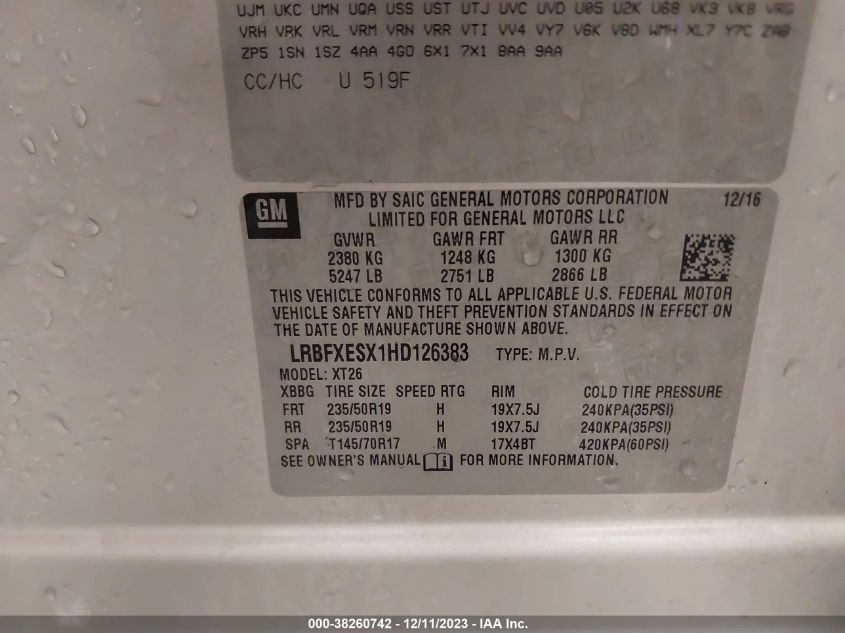 UJM UKC UMN UQA USS UST UTJ UVC UVD U05 U2K U68 VK3 VK8 VRG
VRH VRK VRL VRM VRN VRR VTI VV4 VY7 V6K V8D WMH XL7 Y7C ZAB
ZP5 1SN 1SZ 4AA 4G0 6X1 7X1 8AA 9AA
CC/HC U 519F
GM
MFD BY SAIC GENERAL MOTORS CORPORATION 12/16
LIMITED FOR GENERAL MOTORS LLC
GVWR GAWR FRT GAWR RR
2380 KG 1248 KG 1300 KG
5247 LB 2751 LB 2866 LB
THIS VEHICLE CONFORMS TO ALL APPLICABLE U.S. FEDERAL MOTOR
VEHICLE SAFETY AND THEFT PREVENTION STANDARDS IN EFFECT ON
THE DATE OF MANUFACTURE SHOWN ABOVE.
LRBFXESX1HD126383 TYPE: M.P.V.
MODEL: XT26
XBBG TIRE SIZE SPEED RTG RIM COLD TIRE PRESSURE
FRT 235/50R19 H 19X7.5J 240KPA(35PSI)
RR 235/50R19 H 19X7.5J 240KPA(35PSI)
SPA T145/70R17 M 17X4BT 420KPA(60PSI)
SEE OWNER'S MANUAL i FOR MORE INFORMATION.
000-38260742 - 12/11/2023 - IAA Inc.